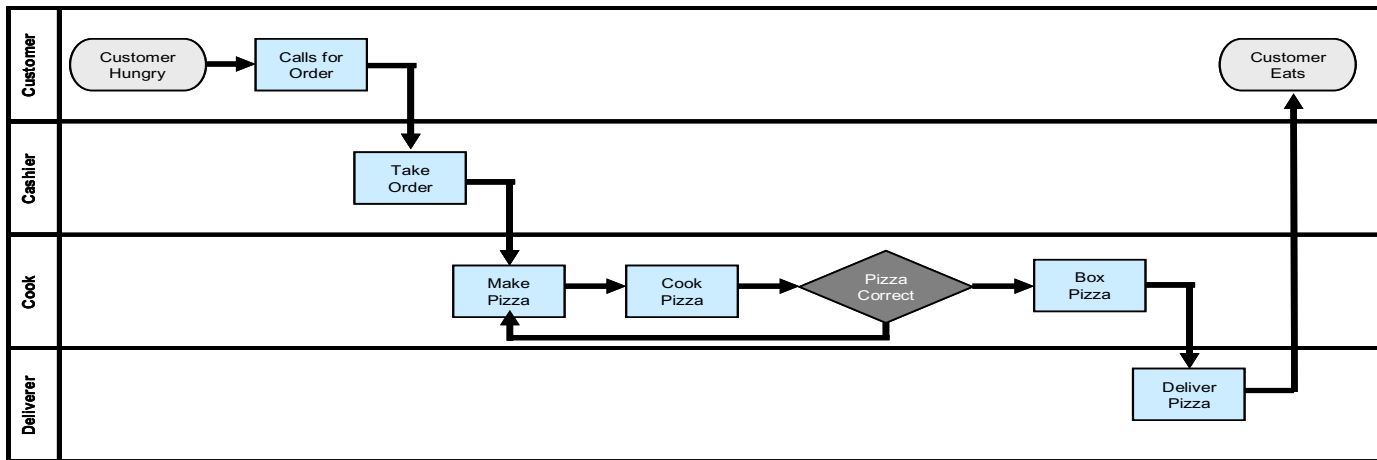 Customer
Customer
Hungry
Calls for
Order
Customer
Eats
Cashier
Take
Order
Cook
Make
Pizza
Cook
Pizza
Pizza
Correct
Box
Pizza
Deliverer
Deliver
Pizza